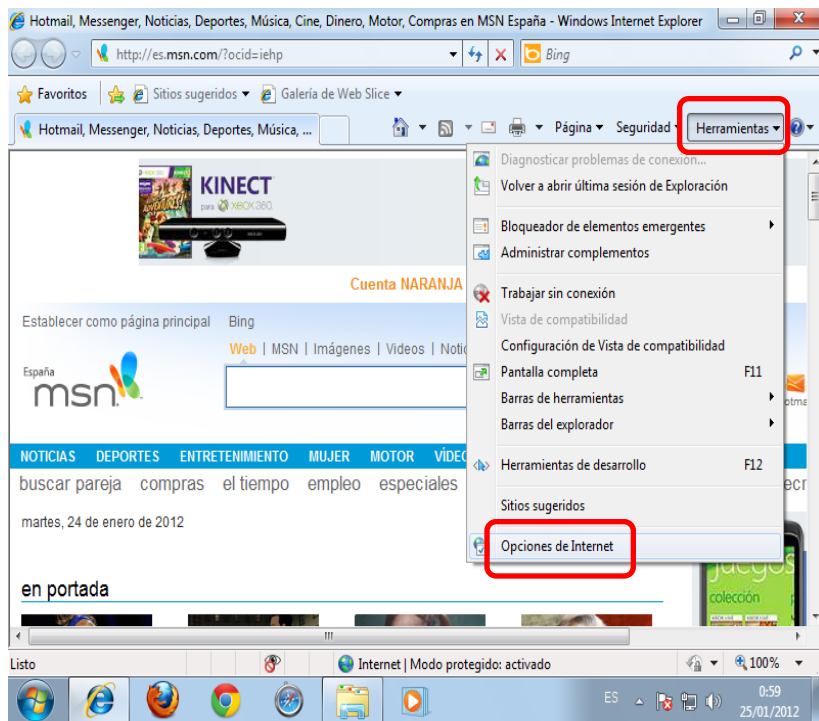 Hotmail, Messenger, Noticias, Deportes, Música, Cine, Dinero, Motor, Compras en MSN España - Windows Internet Explorer
http://es.msn.com/?ocid=iehp
Bing
Favoritos Sitios sugeridos Galería de Web Slice
Hotmail, Messenger, Noticias, Deportes, Música, ... Página Seguridad Herramientas
KINECT
para XBOX 360.
Cuenta NARANJA
Establecer como página principal Bing
Web | MSN | Imágenes | Videos | Notic
España
msn
NOTICIAS DEPORTES ENTRETENIMIENTO MUJER MOTOR VÍDEO
buscar pareja compras el tiempo empleo especiales
martes, 24 de enero de 2012
en portada
Diagnosticar problemas de conexión...
Volver a abrir última sesión de Exploración
Bloqueador de elementos emergentes
Administrar complementos
Trabajar sin conexión
Vista de compatibilidad
Configuración de Vista de compatibilidad
Pantalla completa F11
Barras de herramientas
Barras del explorador
Herramientas de desarrollo F12
Sitios sugeridos
Opciones de Internet
otma
ecr
juegos
colección
Listo Internet | Modo protegido: activado 100%
ES 0:59
25/01/2012